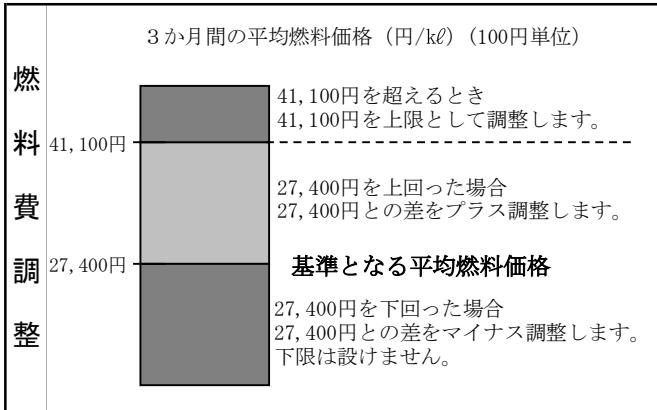 燃料費調整
3か月間の平均燃料価格（円/kℓ）(100円単位）
41,100円を超えるとき
41,100円を上限として調整します。
41,100円
27,400円を上回った場合
27,400円との差をプラス調整します。
27,400円
基準となる平均燃料価格
27,400円を下回った場合
27,400円との差をマイナス調整します。
下限は設けません。